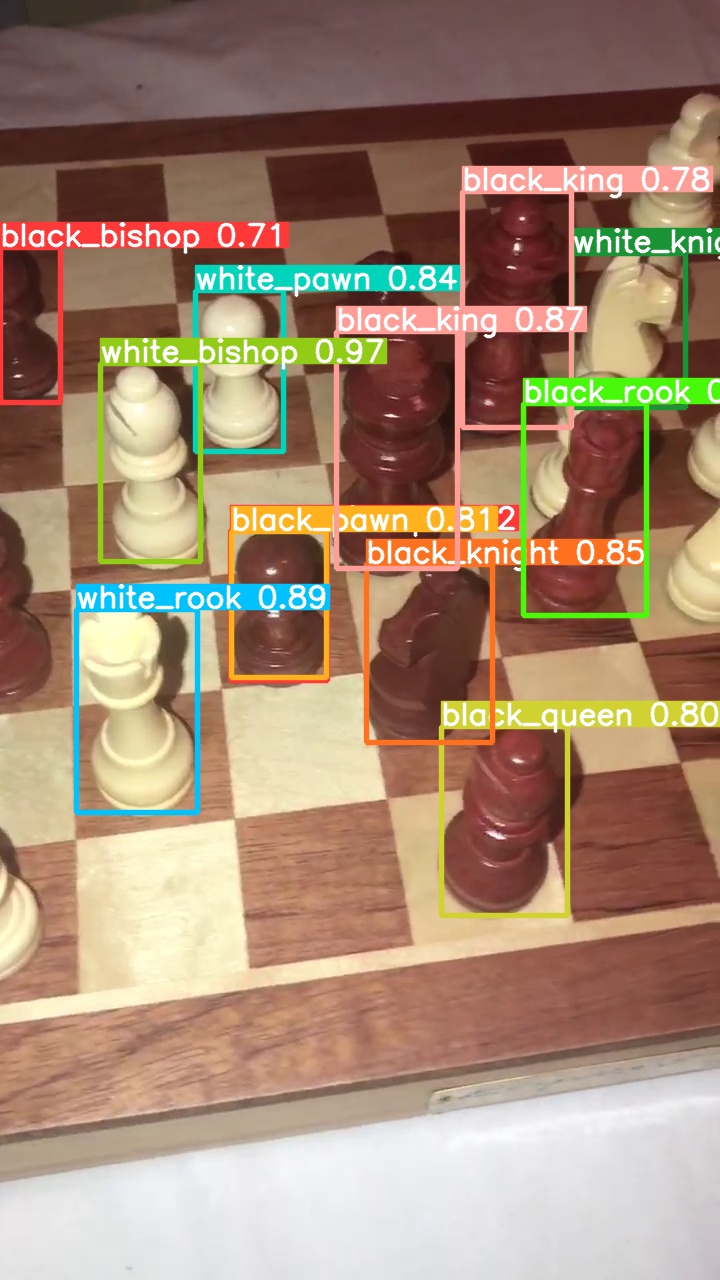 black_king 0.78
black_bishop 0.71
white_knig
white_pawn 0.84
black_king 0.87
white_bishop 0.97
black_rook 0
black_pawn 0.812
black_knight 0.85
white_rook 0.89
black_queen 0.80